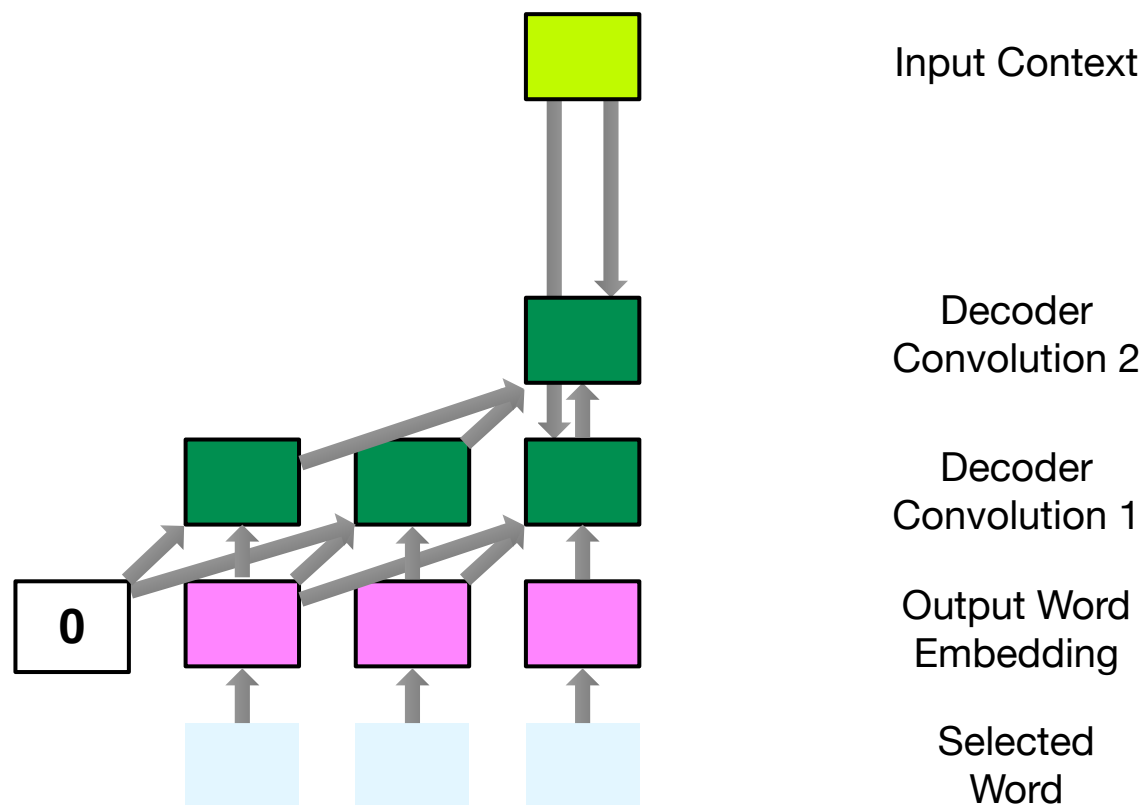 Input Context
Decoder
Convolution 2
Decoder
Convolution 1
0
Output Word
Embedding
Selected
Word